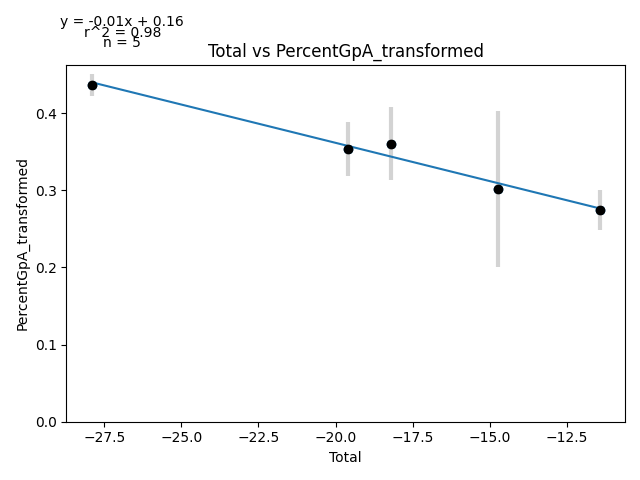 y = -0.01x + 0.16
r^2 = 0.98
n = 5
Total vs PercentGpA_transformed
PercentGpA_transformed
0.4
0.3
0.2
0.1
0.0
−27.5 −25.0 −22.5 −20.0 −17.5 −15.0 −12.5
Total